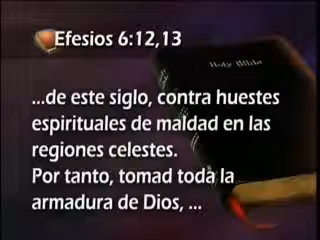 Efesios 6:12,13
Holy Bible
...de este siglo, contra huestes
espirituales de maldad en las
regiones celestes.
Por tanto, tomad toda la
armadura de Dios, ...